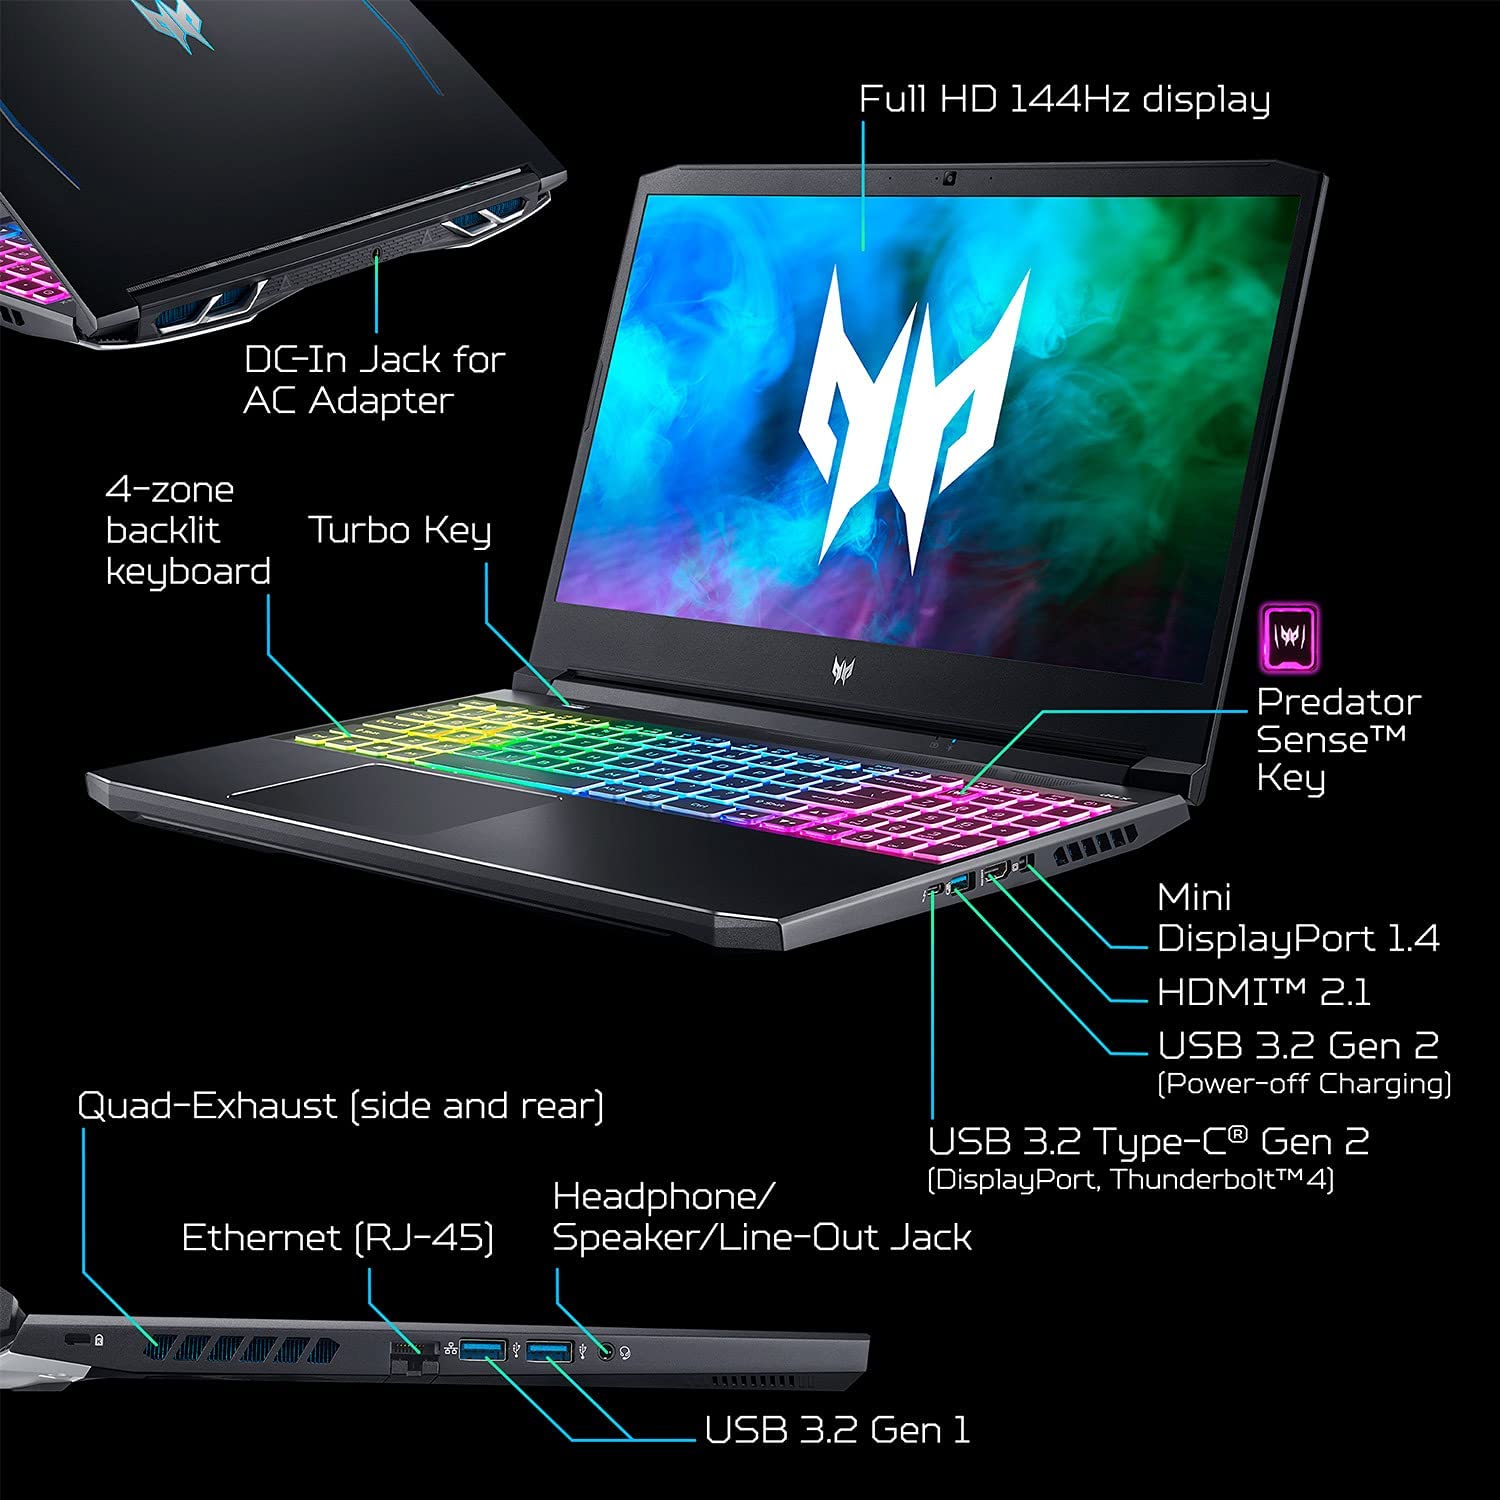 Full HD 144Hz display
DC-In Jack for
AC Adapter
4-zone
backlit
keyboard
Turbo Key
Predator
Sense™
Key
Mini
DisplayPort 1.4
HDMI™ 2.1
USB 3.2 Gen 2
(Power-off Charging)
USB 3.2 Type-C® Gen 2
(DisplayPort, Thunderbolt™4)
Quad-Exhaust (side and rear)
Headphone/
Speaker/Line-Out Jack
Ethernet (RJ-45)
USB 3.2 Gen 1